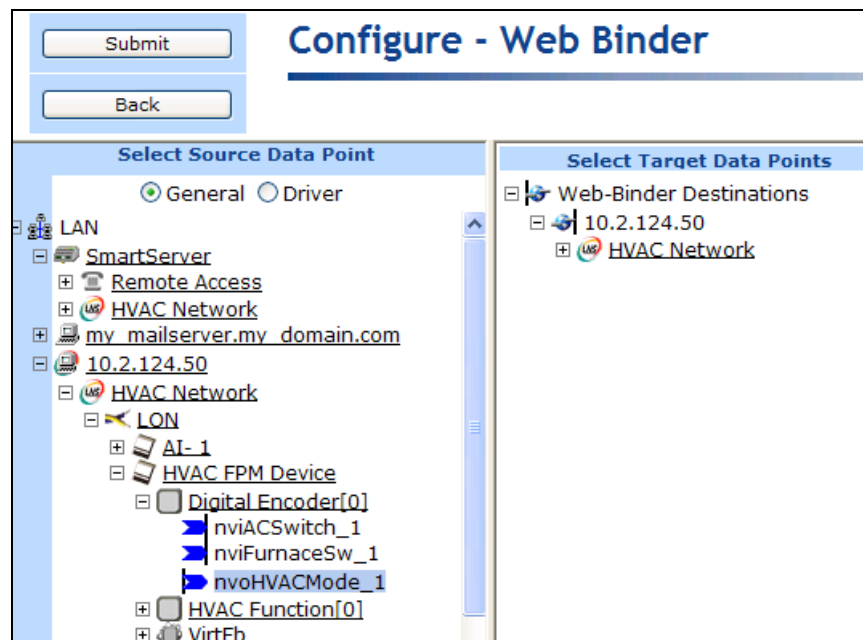 Submit
Back
Configure - Web Binder
Select Source Data Point
General Driver
LAN
SmartServer
Remote Access
HVAC Network
my_mailserver.my_domain.com
10.2.124.50
HVAC Network
LON
AI- 1
HVAC FPM Device
Digital Encoder[0]
nviACSwitch_1
nviFurnaceSw_1
nvoHVACMode_1
HVAC Function[0]
VirtFb
Select Target Data Points
Web-Binder Destinations
10.2.124.50
HVAC Network